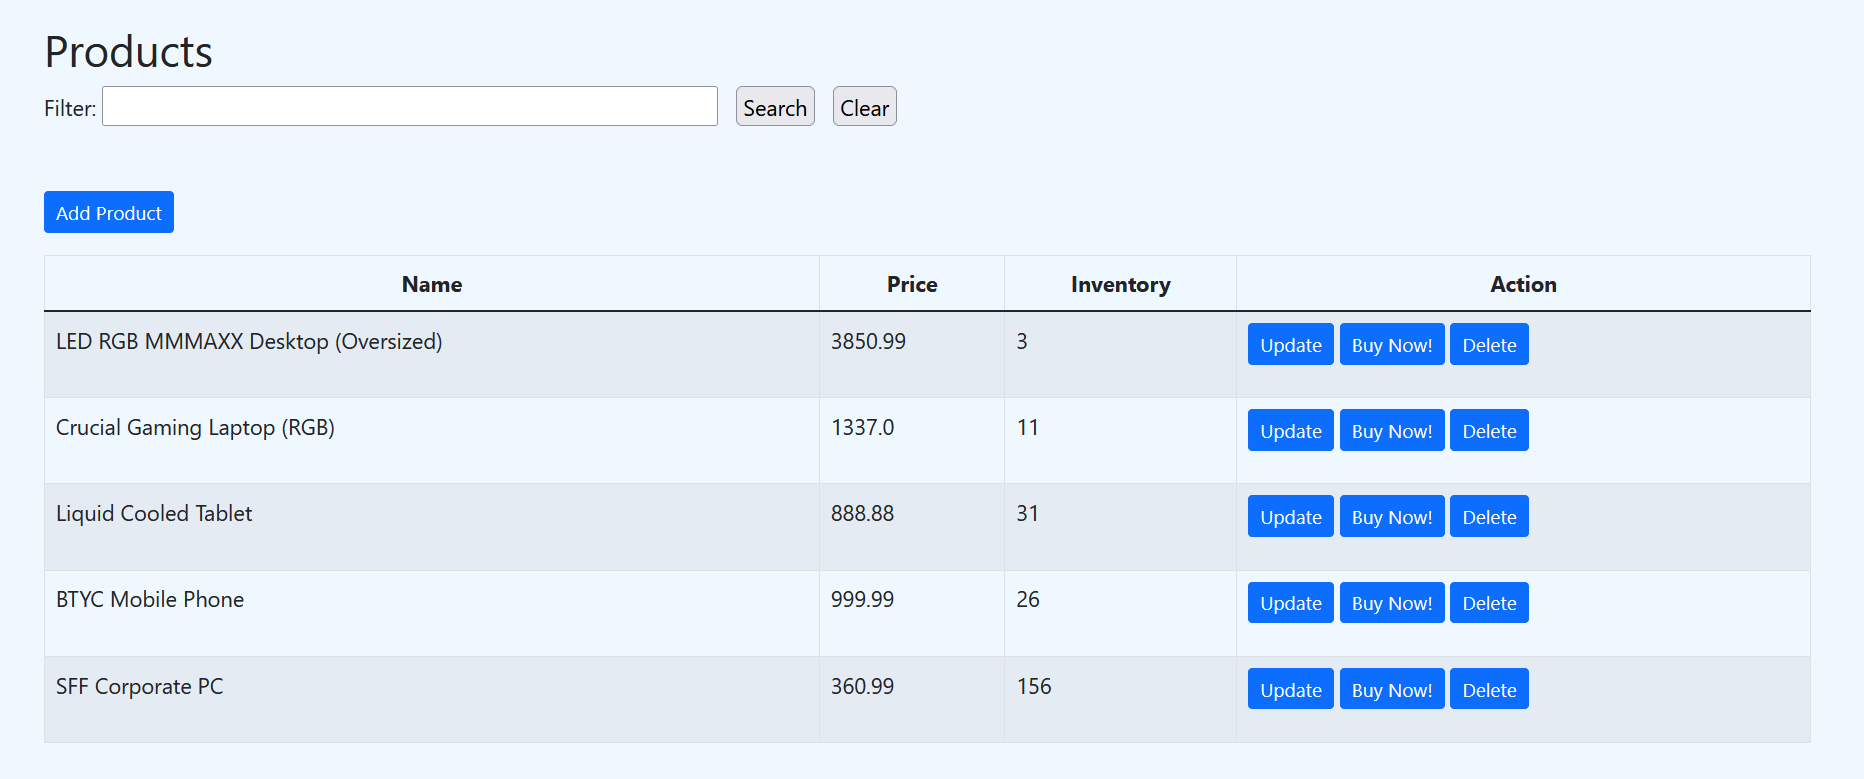 Products
Filter: Search Clear
Add Product
Name Price Inventory Action
LED RGB MMMAXX Desktop (Oversized) 3850.99 3 Update Buy Now! Delete
Crucial Gaming Laptop (RGB) 1337.0 11 Update Buy Now! Delete
Liquid Cooled Tablet 888.88 31 Update Buy Now! Delete
BTYC Mobile Phone 999.99 26 Update Buy Now! Delete
SFF Corporate PC 360.99 156 Update Buy Now! Delete